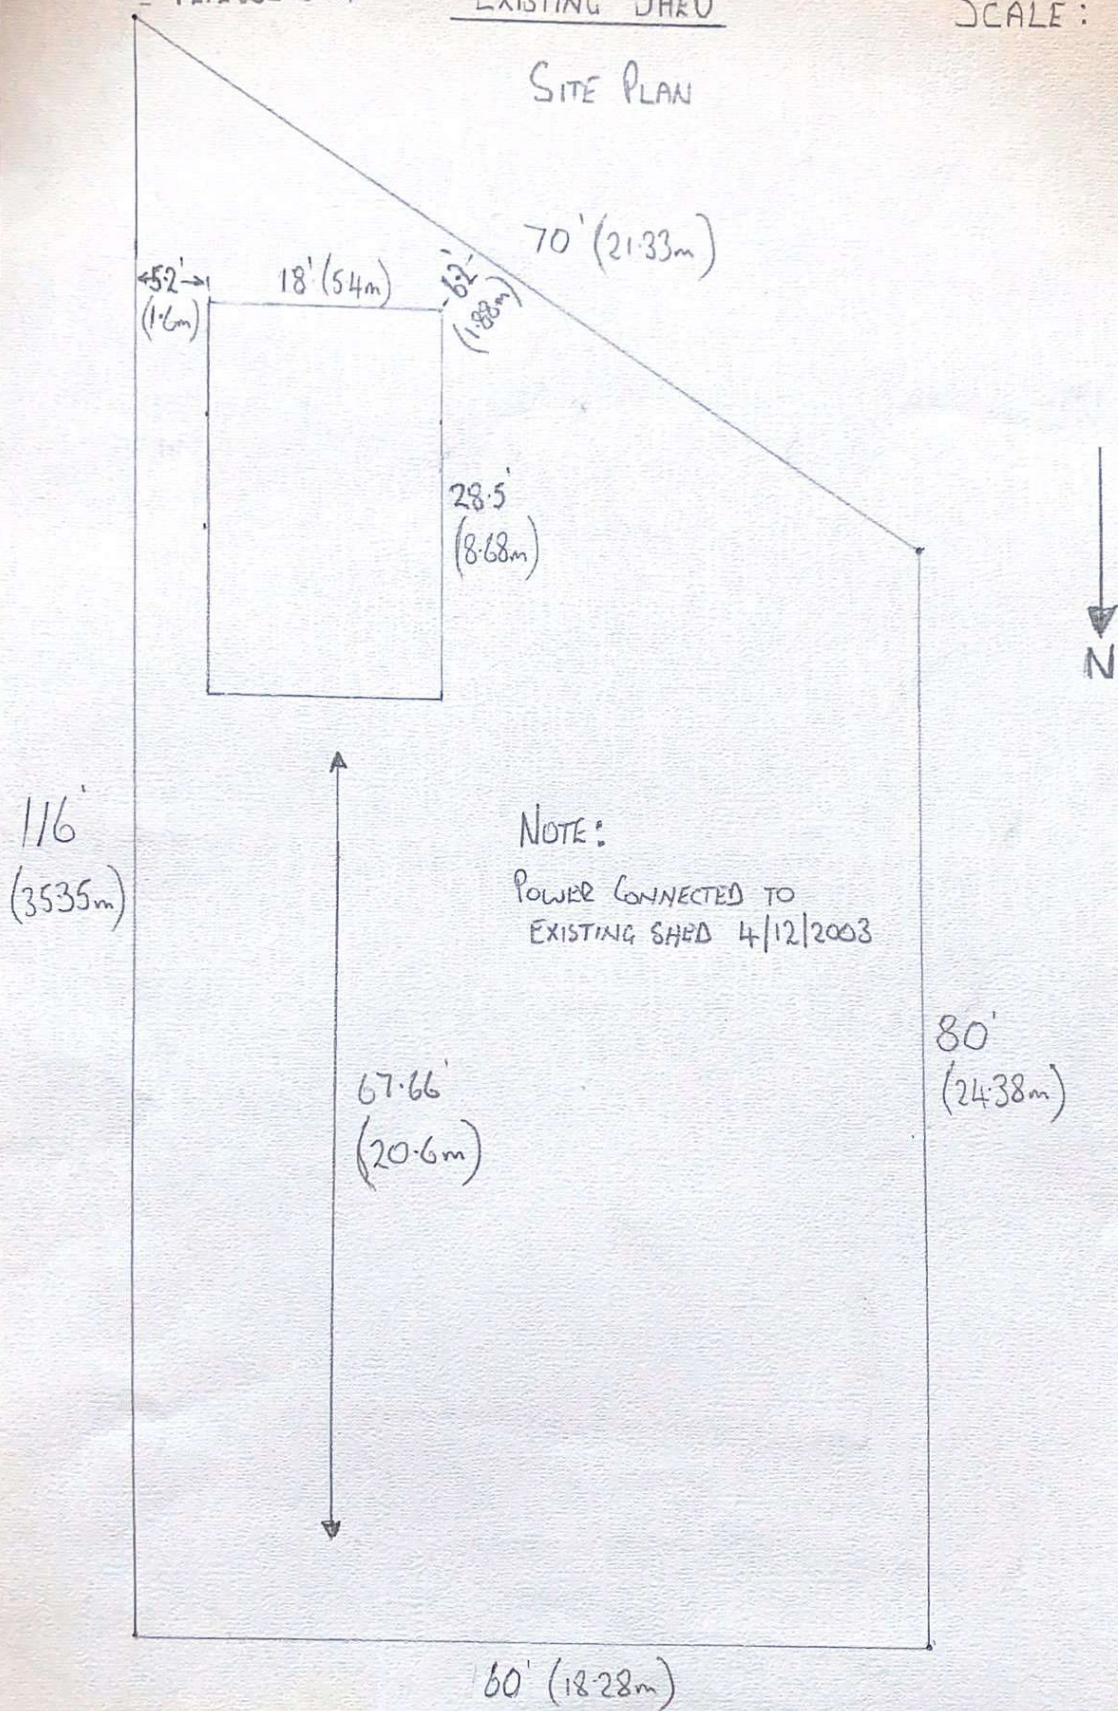 EXISTING SHED
SCALE:
SITE PLAN
70' (21.33m)
5.2'
(1.6m)
18' (5.4m)
6.2'
(1.88m)
28.5'
(8.68m)
N
116'
(35.35m)
NOTE:
POWER CONNECTED TO
EXISTING SHED 4/12/2003
80'
(24.38m)
67.66'
(20.6m)
60' (18.28m)